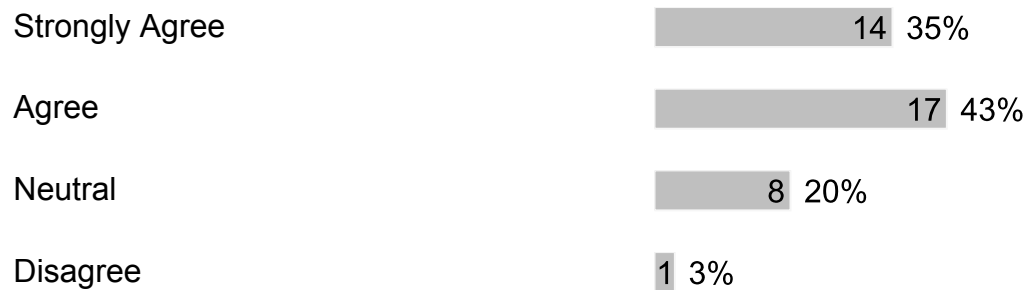 Strongly Agree 14 35%
Agree 17 43%
Neutral 8 20%
Disagree 1 3%